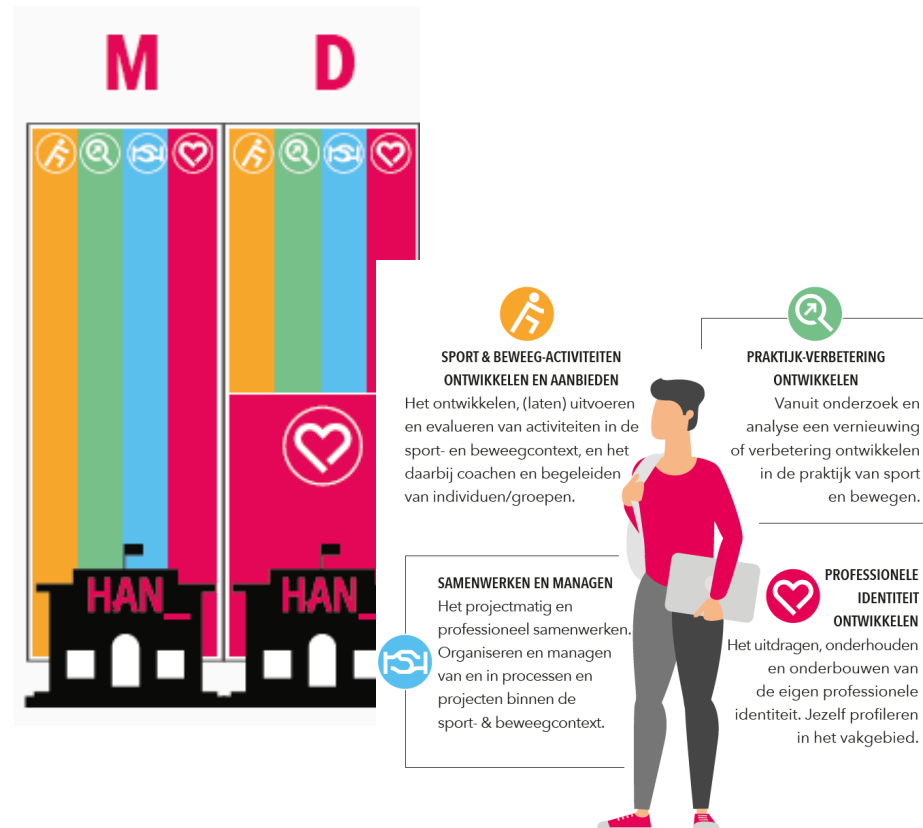 M D
HAN_ HAN
SPORT & BEWEEG-ACTIVITEITEN
ONTWIKKELEN EN AANBIEDEN
Het ontwikkelen, (laten) uitvoeren
en evalueren van activiteiten in de
sport- en beweegcontext, en het
daarbij coachen en begeleiden
van individuen/groepen.
PRAKTIJK-VERBETERING
ONTWIKKELEN
Vanuit onderzoek en
analyse een vernieuwing
of verbetering ontwikkelen
in de praktijk van sport
en bewegen.
SAMENWERKEN EN MANAGEN
Het projectmatig en
professioneel samenwerken.
Organiseren en managen
van en in processen en
projecten binnen de
sport- & beweegcontext.
PROFESSIONELE
IDENTITEIT
ONTWIKKELEN
Het uitdragen, onderhouden
en onderbouwen van
de eigen professionele
identiteit. Jezelf profileren
in het vakgebied.